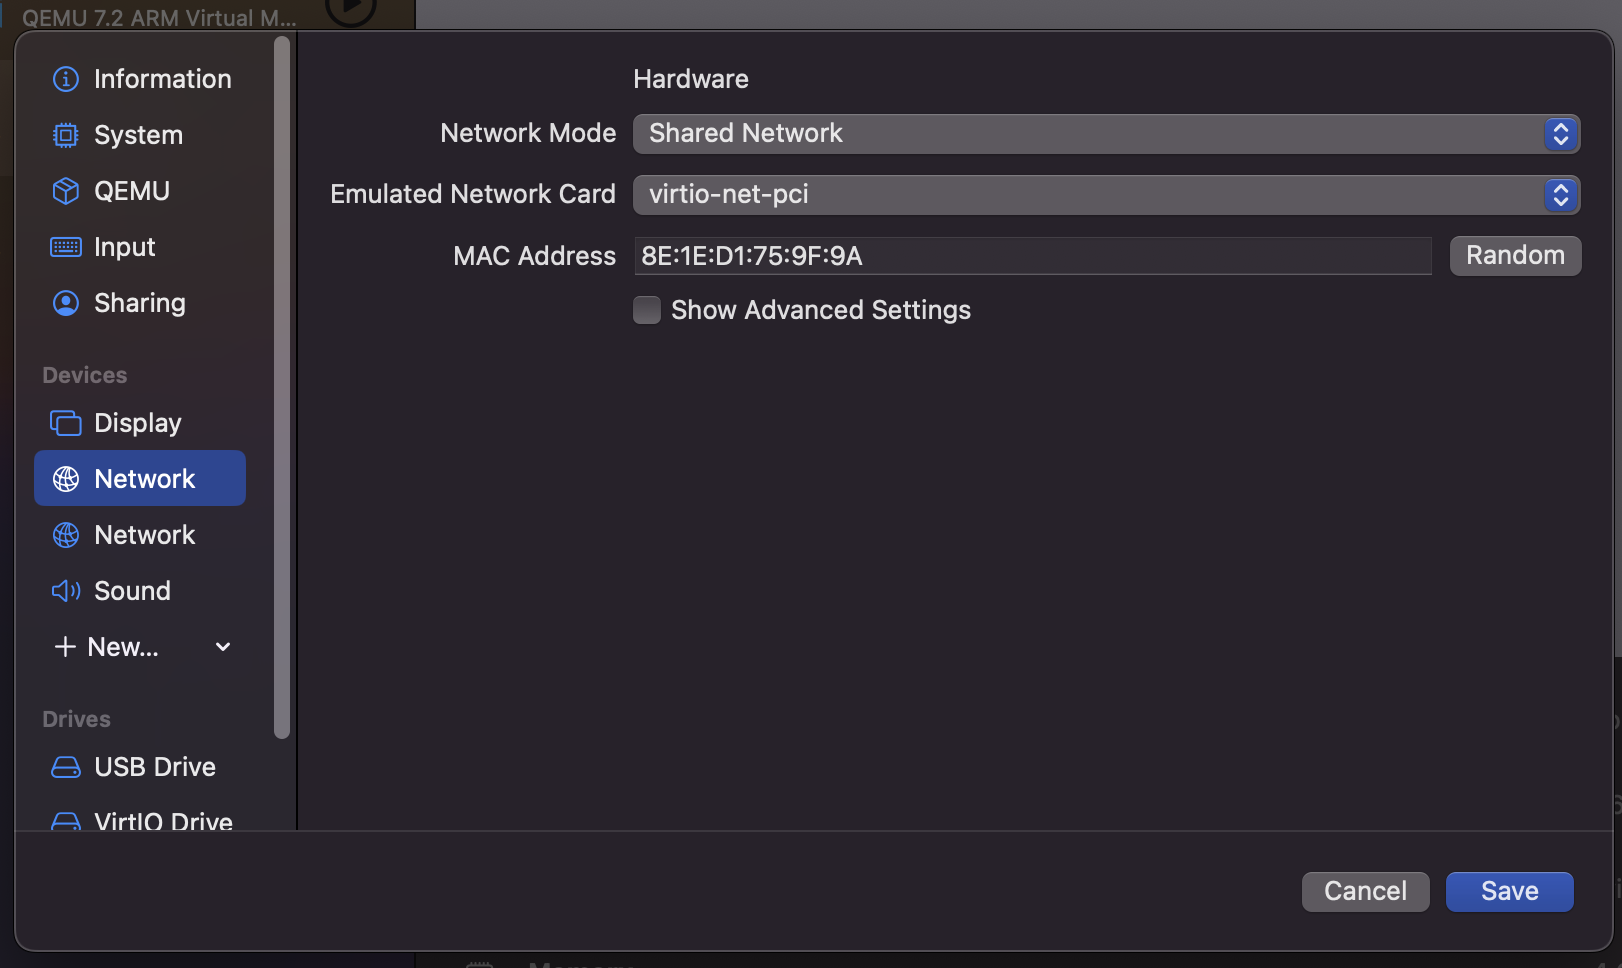 QEMU 7.2 ARM Virtual M...
Information
System
QEMU
Input
Sharing
Devices
Display
Network
Network
Sound
New...
Drives
USB Drive
VirtIO Drive
Hardware
Network Mode Shared Network
Emulated Network Card virtio-net-pci
MAC Address 8E:1E:D1:75:9F:9A Random
Show Advanced Settings
Cancel Save